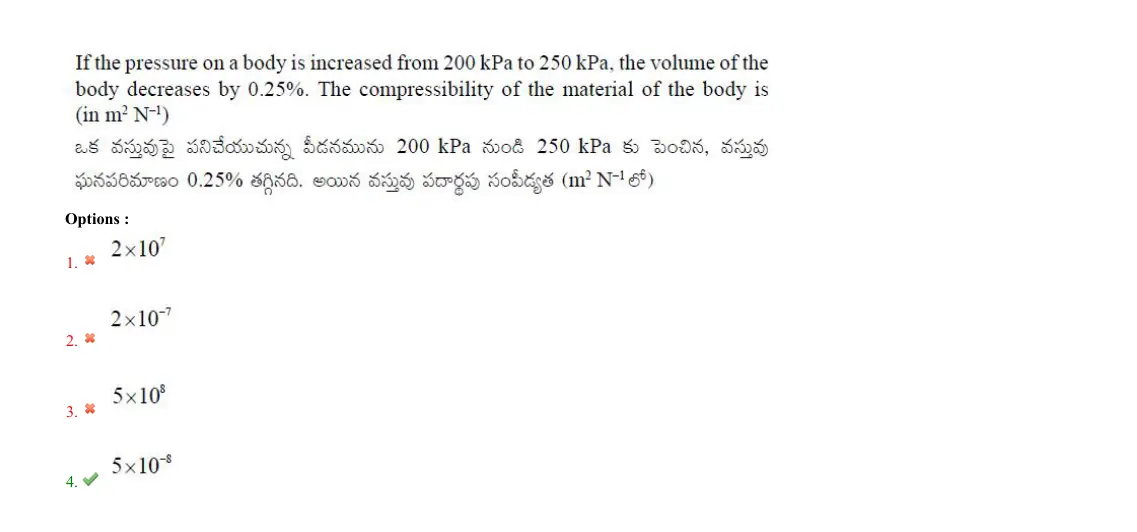 If the pressure on a body is increased from 200 kPa to 250 kPa, the volume of the
body decreases by 0.25%. The compressibility of the material of the body is
(in m² N⁻¹)
ఒక వస్తువుపై పనిచేయుచున్న పీడనమును 200 kPa నుండి 250 kPa కు పెంచిన, వస్తువు
ఘనపరిమాణం 0.25% తగ్గినది. అయిన వస్తువు పదార్థపు సంపీడ్యత (m² N⁻¹ లో)
Options :
1. ✖ 2×10⁷
2. ✖ 2×10⁻⁷
3. ✖ 5×10⁸
4. ✔ 5×10⁻⁸